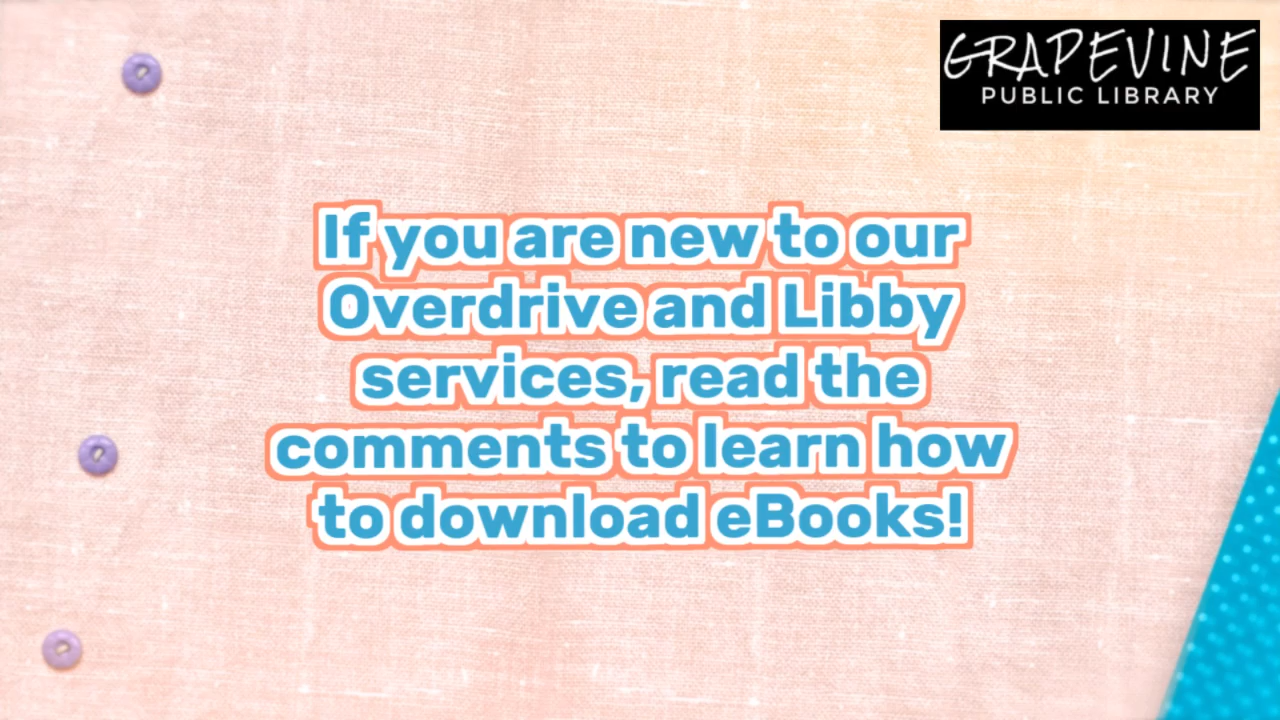 GRAPEVINE
PUBLIC LIBRARY
If you are new to our
Overdrive and Libby
services, read the
comments to learn how
to download eBooks!